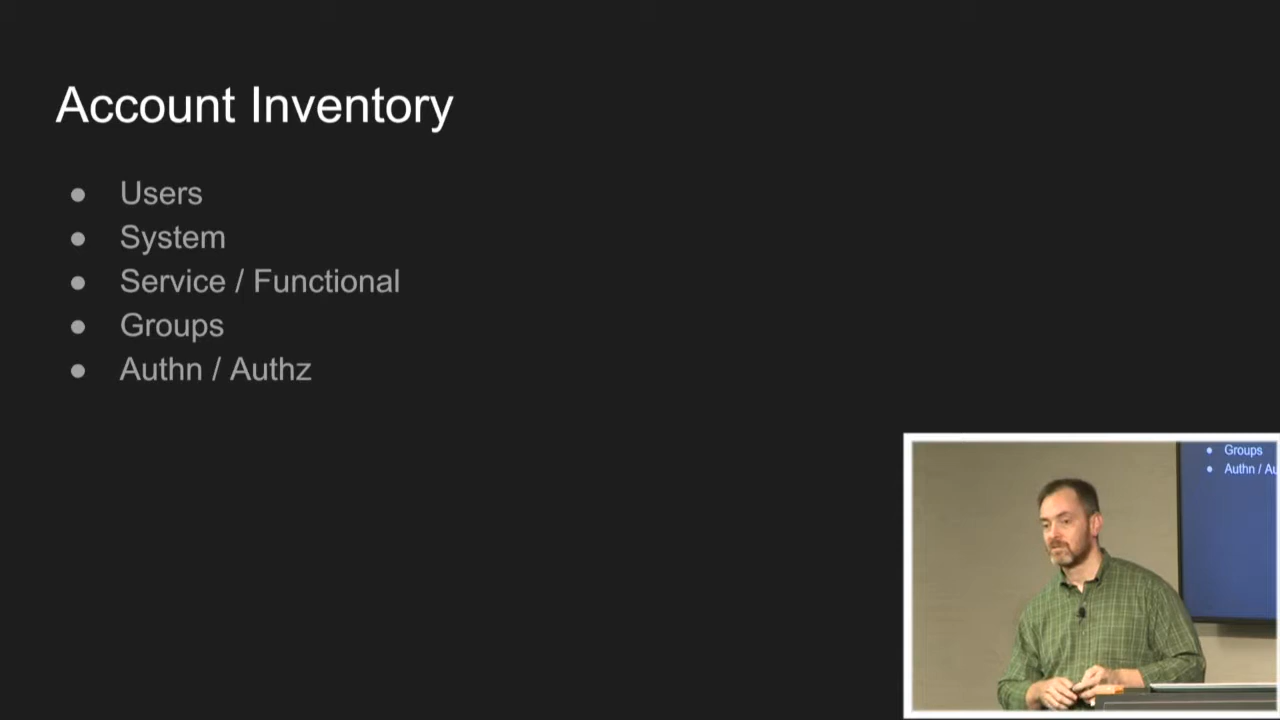 Account Inventory
● Users
● System
● Service / Functional
● Groups
● Authn / Authz
● Groups
● Authn / Au